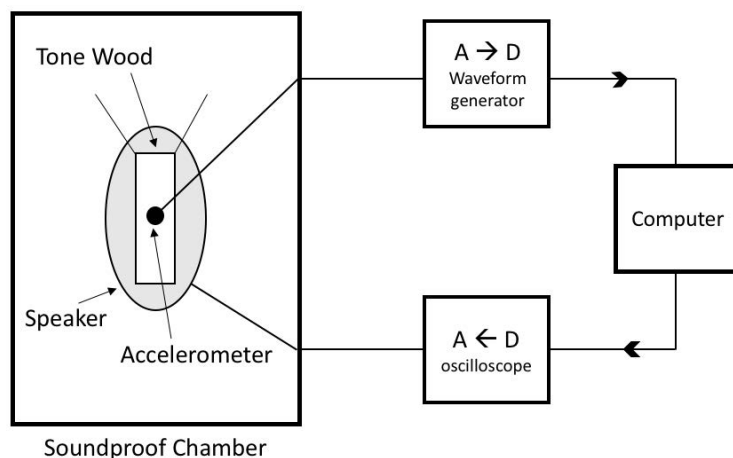 Tone Wood
A → D
Waveform
generator
Computer
Speaker
Accelerometer
A ← D
oscilloscope
Soundproof Chamber